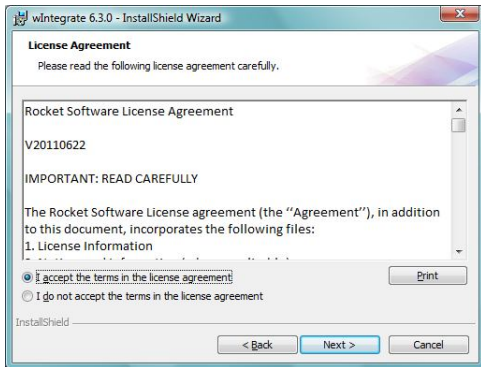 wIntegrate 6.3.0 - InstallShield Wizard
License Agreement
Please read the following license agreement carefully.
Rocket Software License Agreement
V20110622
IMPORTANT: READ CAREFULLY
The Rocket Software License agreement (the ‘‘Agreement’’), in addition
to this document, incorporates the following files:
1. License Information
I accept the terms in the license agreement
Print
I do not accept the terms in the license agreement
InstallShield
< Back
Next >
Cancel